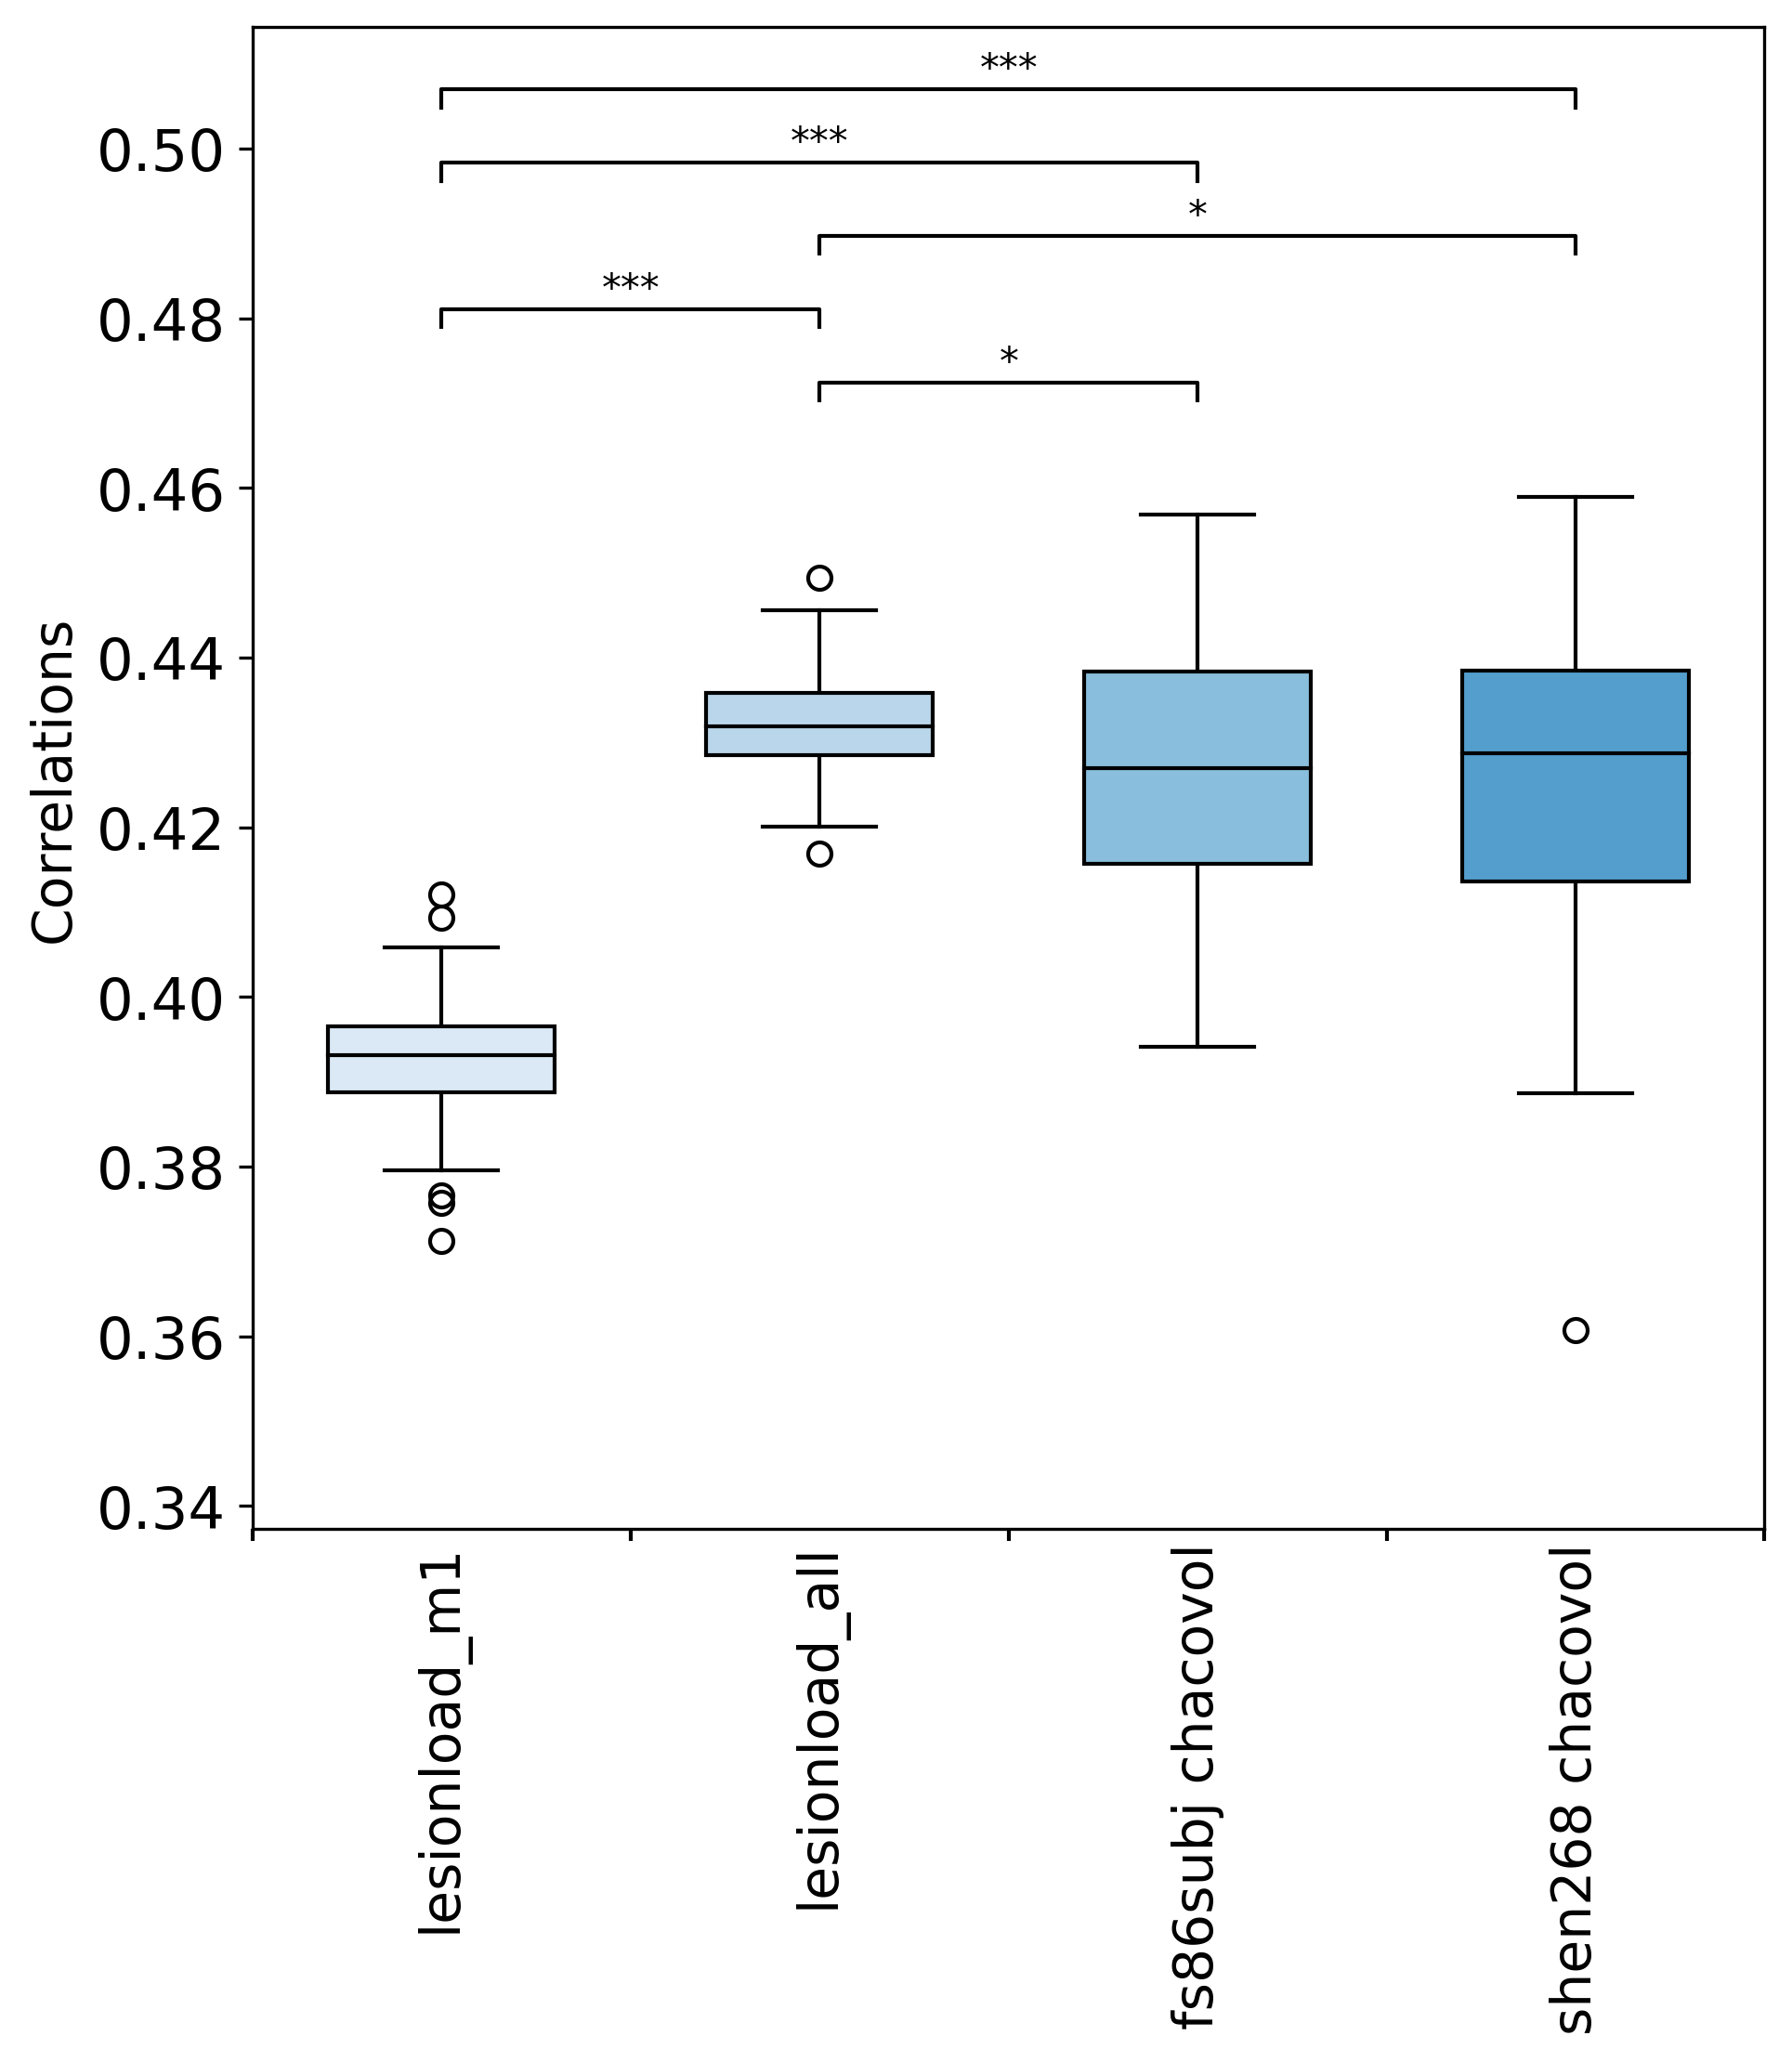 ***
***
*
***
*
0.50
0.48
0.46
0.44
0.42
0.40
0.38
0.36
0.34
Correlations
lesionload_m1
lesionload_all
fs86subj chacovol
shen268 chacovol